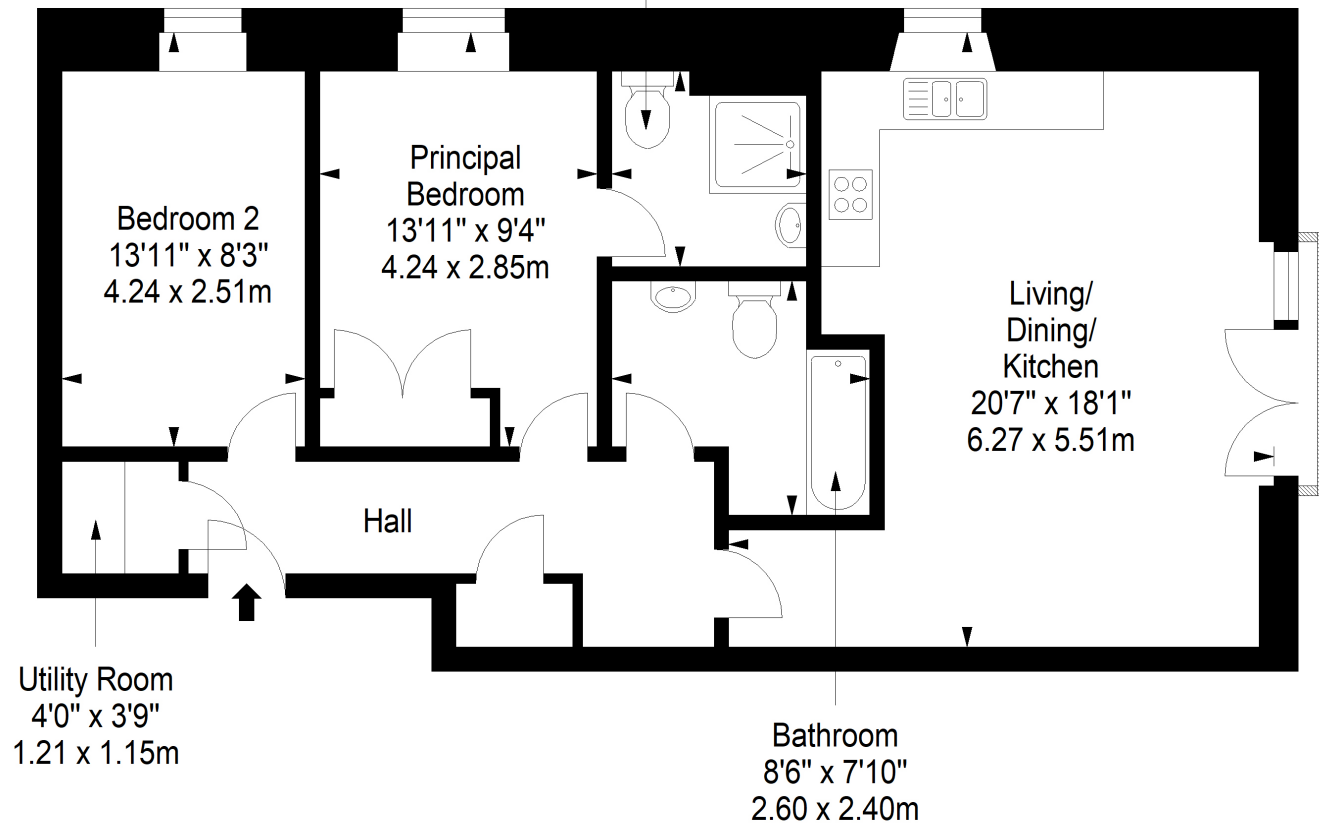 Principal
Bedroom
13'11" x 9'4"
4.24 x 2.85m
Bedroom 2
13'11" x 8'3"
4.24 x 2.51m
Living/
Dining/
Kitchen
20'7" x 18'1"
6.27 x 5.51m
Hall
Utility Room
4'0" x 3'9"
1.21 x 1.15m
Bathroom
8'6" x 7'10"
2.60 x 2.40m